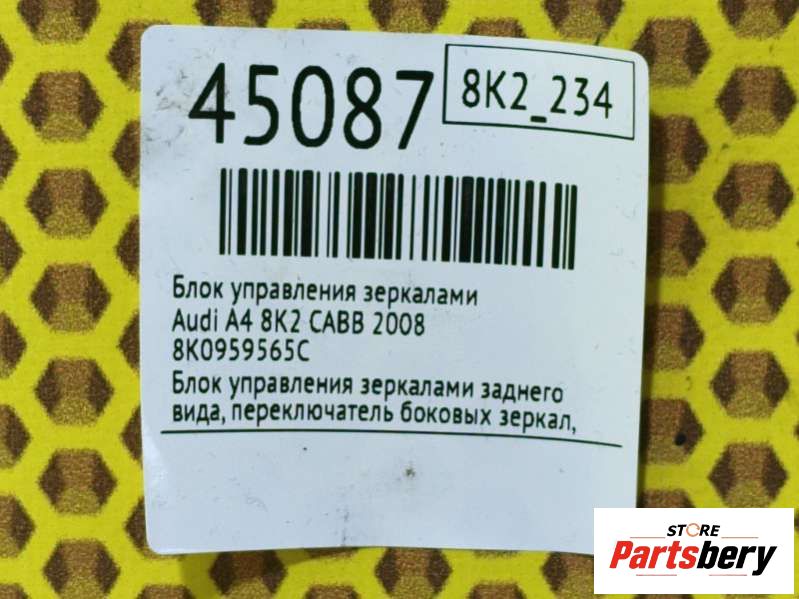 45087
8K2_234
Блок управления зеркалами
Audi A4 8K2 CABB 2008
8K0959565C
Блок управления зеркалами заднего
вида, переключатель боковых зеркал,
STORE
Partsbery